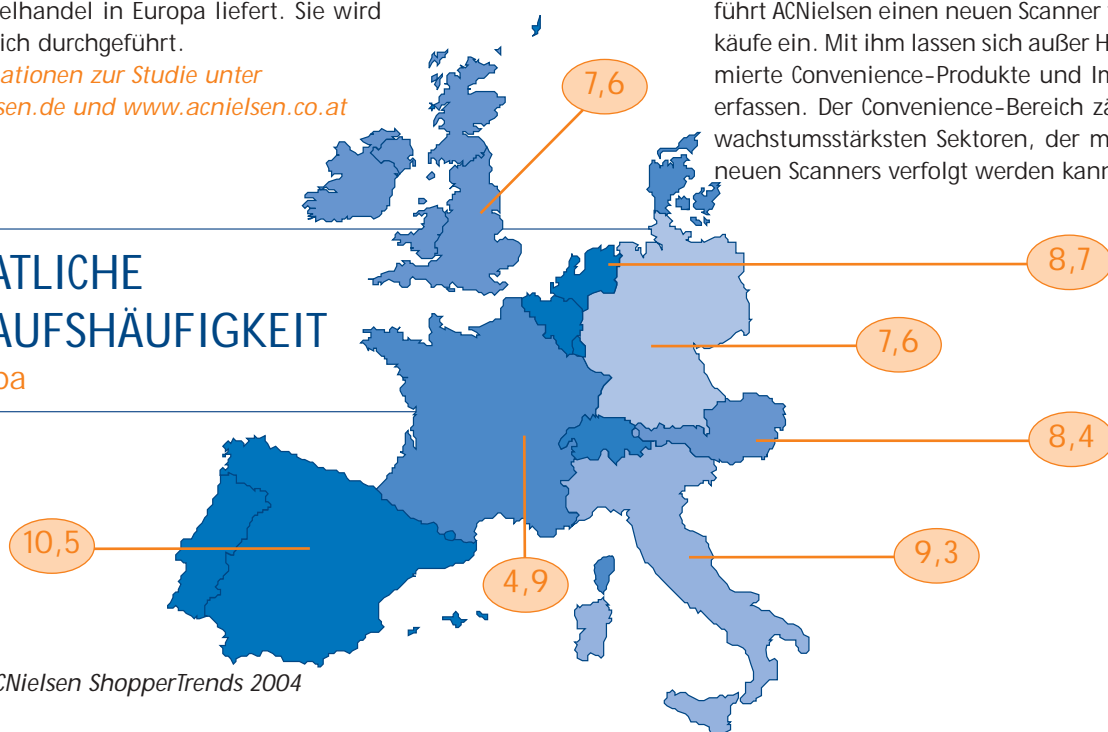 elhandel in Europa liefert. Sie wird
ich durchgeführt.
ationen zur Studie unter
sen.de und www.acnielsen.co.at
führt ACNielsen einen neuen Scanner
käufe ein. Mit ihm lassen sich außer H
mierte Convenience-Produkte und In
erfassen. Der Convenience-Bereich zä
wachstumsstärksten Sektoren, der m
neuen Scanners verfolgt werden kann
ATLICHE
AUFSHÄUFIGKEIT
pa
7,6
8,7
7,6
8,4
10,5
4,9
9,3
CNielsen ShopperTrends 2004